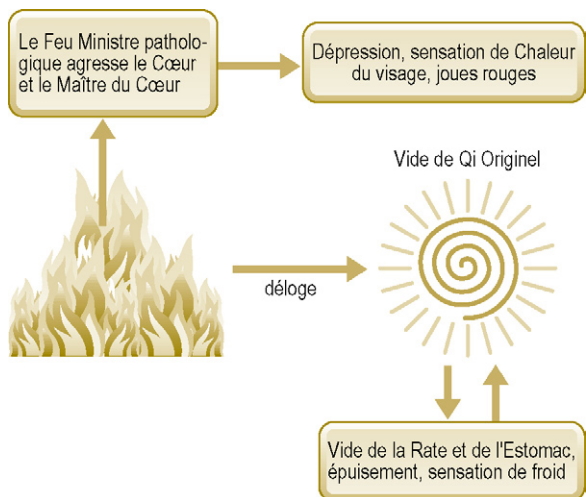 Le Feu Ministre patholo-
gique agresse le Cœur
et le Maître du Cœur
Dépression, sensation de Chaleur
du visage, joues rouges
Vide de Qi Originel
déloge
Vide de la Rate et de l'Estomac,
épuisement, sensation de froid